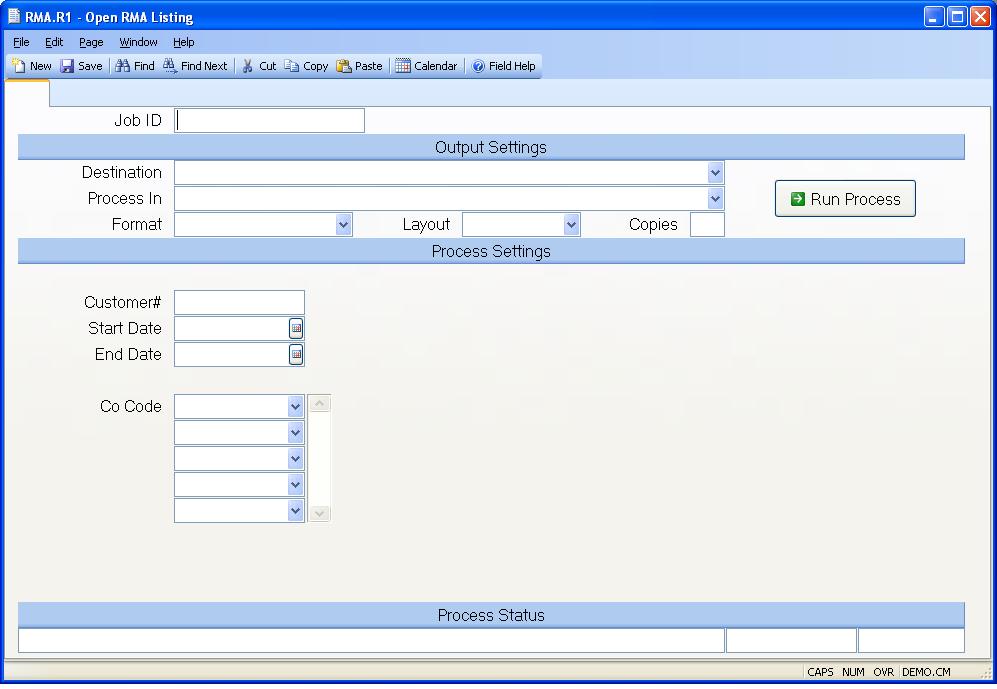 RMA.R1 - Open RMA Listing
File Edit Page Window Help
New Save Find Find Next Cut Copy Paste Calendar Field Help
Job ID
Output Settings
Destination
Process In
Run Process
Format Layout Copies
Process Settings
Customer#
Start Date
End Date
Co Code
Process Status
CAPS NUM OVR DEMO.CM